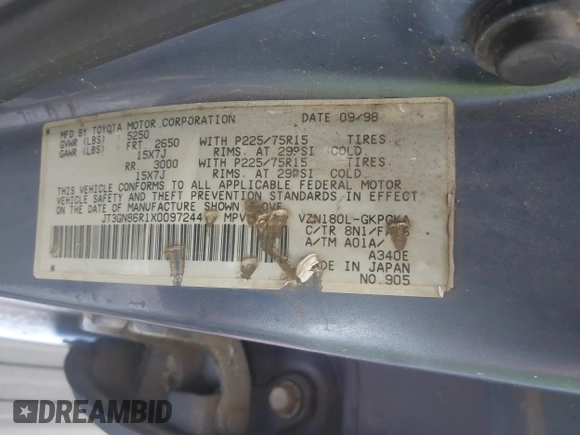 MFD BY TOYOTA MOTOR CORPORATION DATE 09/98
GVWR (LBS) 5250
GAWR (LBS) FRT 2650 WITH P225/75R15 TIRES
15X7J RIMS, AT 29PSI COLD
RR 3000 WITH P225/75R15 TIRES
15X7J RIMS, AT 29PSI COLD
THIS VEHICLE CONFORMS TO ALL APPLICABLE FEDERAL MOTOR
VEHICLE SAFETY AND THEFT PREVENTION STANDARDS IN EFFECT
ON THE DATE OF MANUFACTURE SHOWN ABOVE.
JT3GN86R1X0097244 MPV VZN180L-GKPGKA
C/TR 8N1/
A/TM A01A/
A340E
MADE IN JAPAN
NO.905
DREAMBID